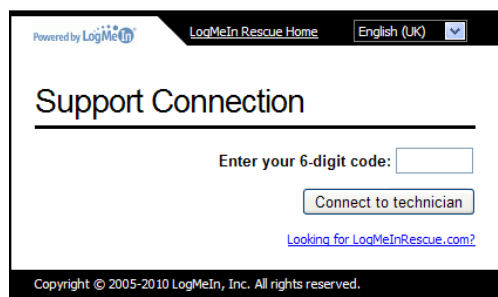 Powered by LogMeIn
LogMeIn Rescue Home
English (UK)
Support Connection
Enter your 6-digit code:
Connect to technician
Looking for LogMeInRescue.com?
Copyright © 2005-2010 LogMeIn, Inc. All rights reserved.